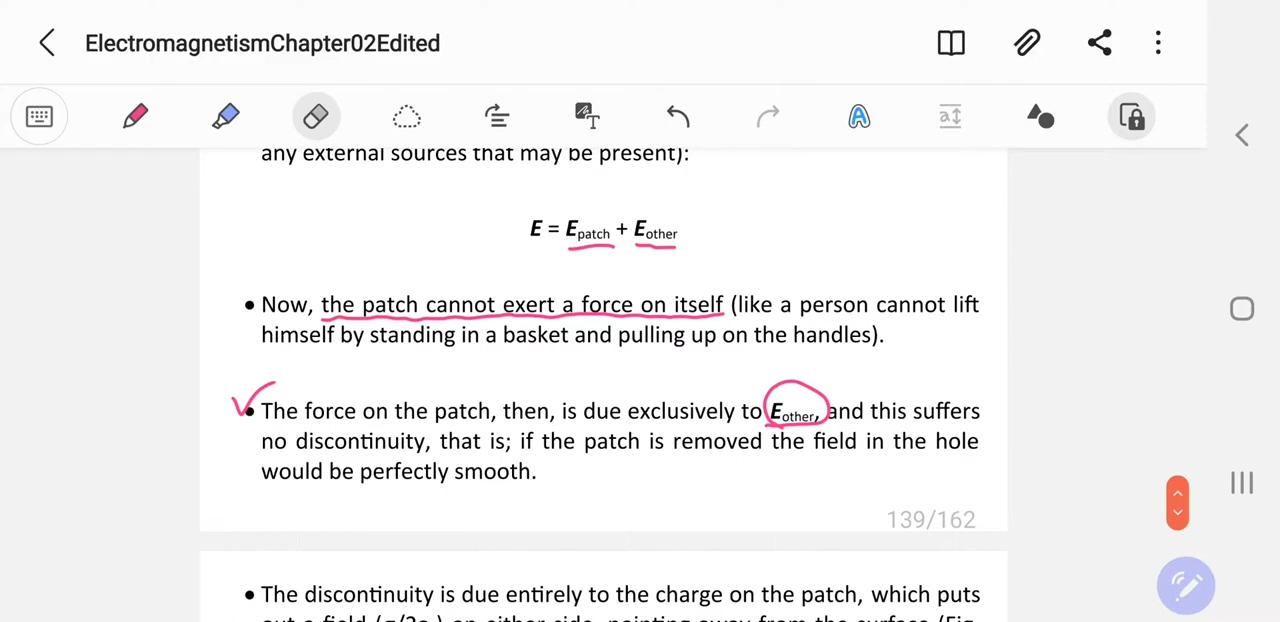 ElectromagnetismChapter02Edited
any external sources that may be present):
E = Epatch + Eother
• Now, the patch cannot exert a force on itself (like a person cannot lift
himself by standing in a basket and pulling up on the handles).
• The force on the patch, then, is due exclusively to Eother, and this suffers
no discontinuity, that is; if the patch is removed the field in the hole
would be perfectly smooth.
139/162
• The discontinuity is due entirely to the charge on the patch, which puts